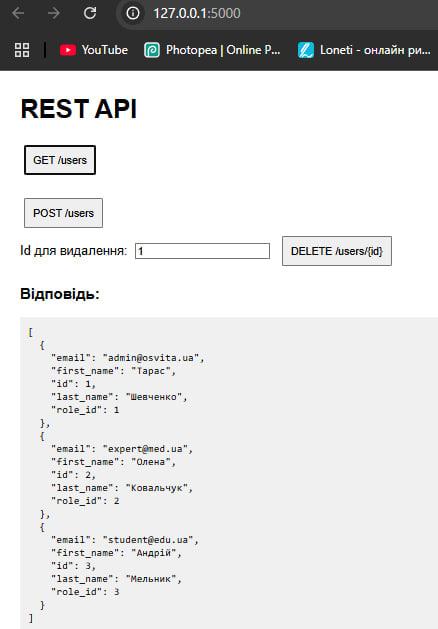 127.0.0.1:5000
YouTube
Photopea | Online P...
Loneti - онлайн ри...
REST API
GET /users
POST /users
Id для видалення:
1
DELETE /users/{id}
Відповідь:
[
  {
    "email": "admin@osvita.ua",
    "first_name": "Тарас",
    "id": 1,
    "last_name": "Шевченко",
    "role_id": 1
  },
  {
    "email": "expert@med.ua",
    "first_name": "Олена",
    "id": 2,
    "last_name": "Ковальчук",
    "role_id": 2
  },
  {
    "email": "student@edu.ua",
    "first_name": "Андрій",
    "id": 3,
    "last_name": "Мельник",
    "role_id": 3
  }
]